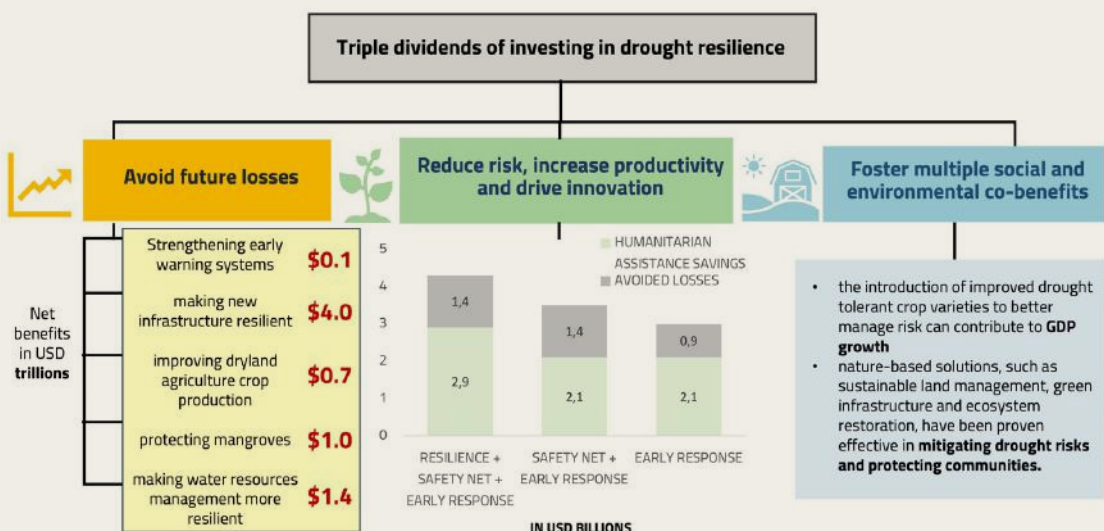 Triple dividends of investing in drought resilience
Avoid future losses
Net
benefits
in USD
trillions
Strengthening early
warning systems
$0.1
making new
infrastructure resilient
$4.0
improving dryland
agriculture crop
production
$0.7
protecting mangroves
$1.0
making water resources
management more
resilient
$1.4
Reduce risk, increase productivity
and drive innovation
HUMANITARIAN
ASSISTANCE SAVINGS
AVOIDED LOSSES
5
4
3
2
1
0
1,4
2,9
1,4
2,1
0,9
2,1
RESILIENCE +
SAFETY NET +
EARLY RESPONSE
SAFETY NET +
EARLY RESPONSE
EARLY RESPONSE
IN USD BILLIONS
Foster multiple social and
environmental co-benefits
• the introduction of improved drought
tolerant crop varieties to better
manage risk can contribute to GDP
growth
• nature-based solutions, such as
sustainable land management, green
infrastructure and ecosystem
restoration, have been proven
effective in mitigating drought risks
and protecting communities.